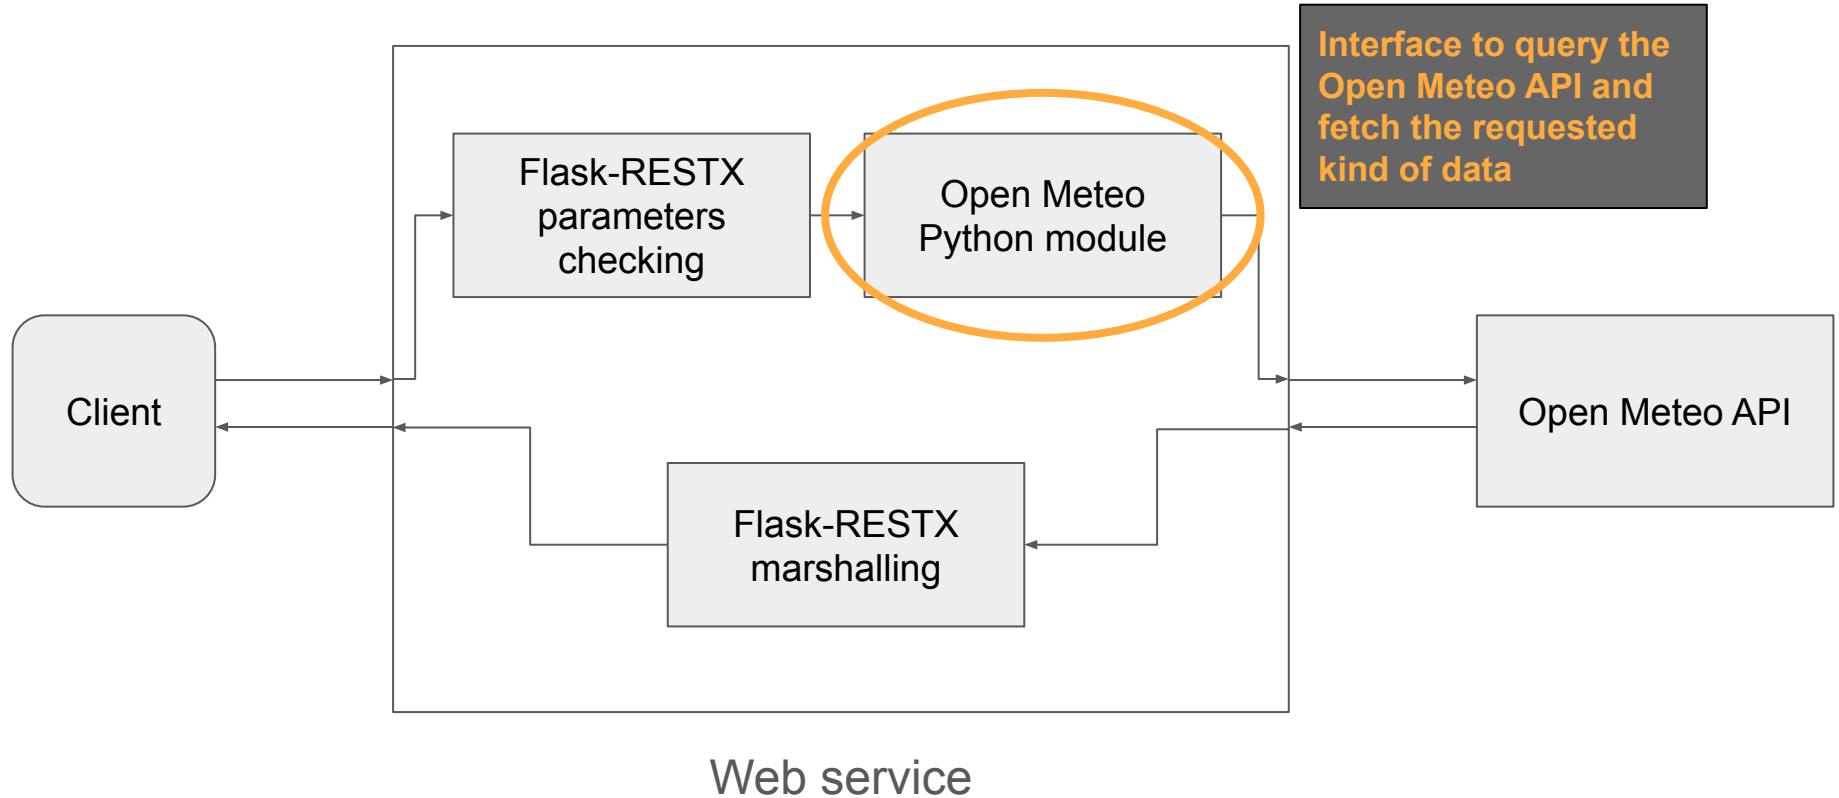 Interface to query the
Open Meteo API and
fetch the requested
kind of data
Flask-RESTX
parameters
checking
Open Meteo
Python module
Client
Open Meteo API
Flask-RESTX
marshalling
Web service